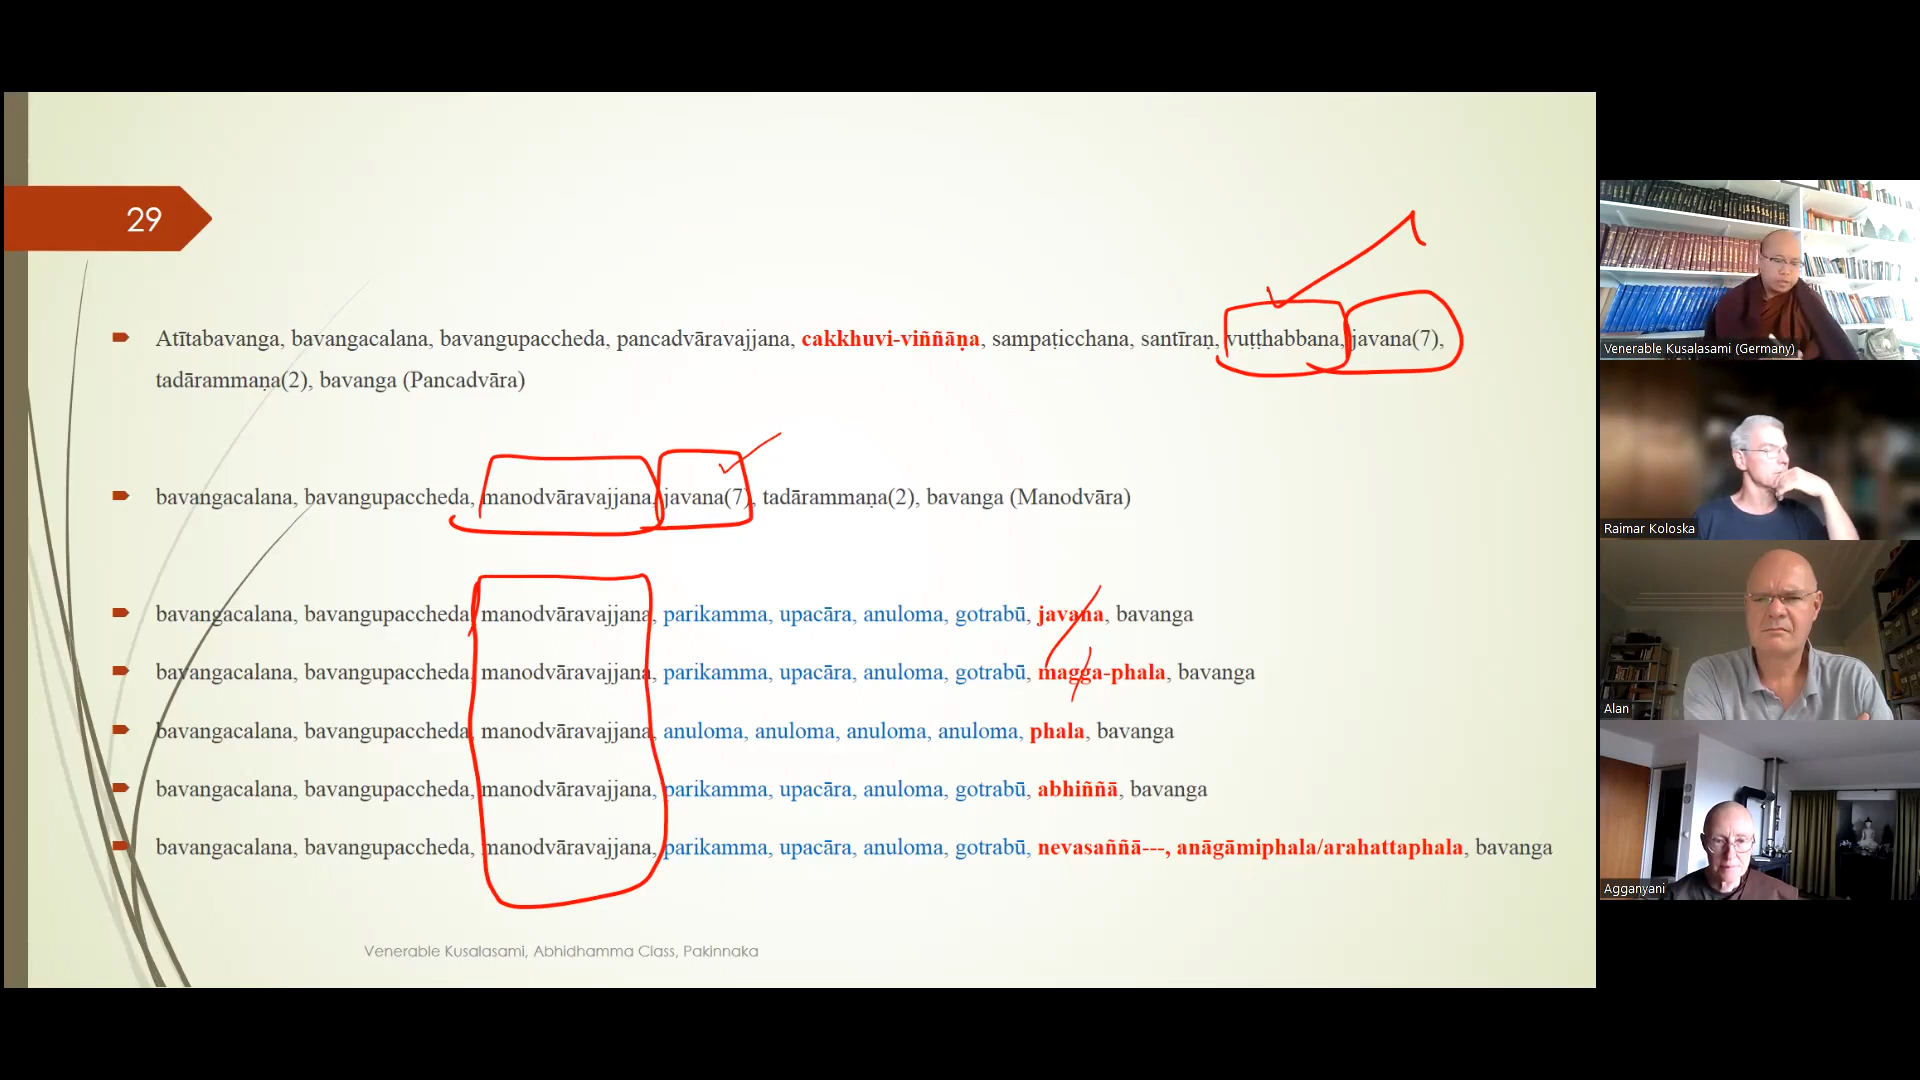 29
Atītabavanga, bavangacalana, bavangupaccheda, pancadvāravajjana, cakkhuvi-viññāṇa, sampaṭicchana, santīraṇ, vuṭṭhabbana, javana(7),
tadārammaṇa(2), bavanga (Pancadvāra)
bavangacalana, bavangupaccheda, manodvāravajjana, javana(7), tadārammaṇa(2), bavanga (Manodvāra)
bavangacalana, bavangupaccheda, manodvāravajjana, parikamma, upacāra, anuloma, gotrabū, javana, bavanga
bavangacalana, bavangupaccheda, manodvāravajjana, parikamma, upacāra, anuloma, gotrabū, magga-phala, bavanga
bavangacalana, bavangupaccheda, manodvāravajjana, anuloma, anuloma, anuloma, anuloma, phala, bavanga
bavangacalana, bavangupaccheda, manodvāravajjana, parikamma, upacāra, anuloma, gotrabū, abhiññā, bavanga
bavangacalana, bavangupaccheda, manodvāravajjana, parikamma, upacāra, anuloma, gotrabū, nevasaññā---, anāgāmiphala/arahattaphala, bavanga
Venerable Kusalasami, Abhidhamma Class, Pakinnaka
Venerable Kusalasami (Germany)
Raimar Koloska
Alan
Agganyani